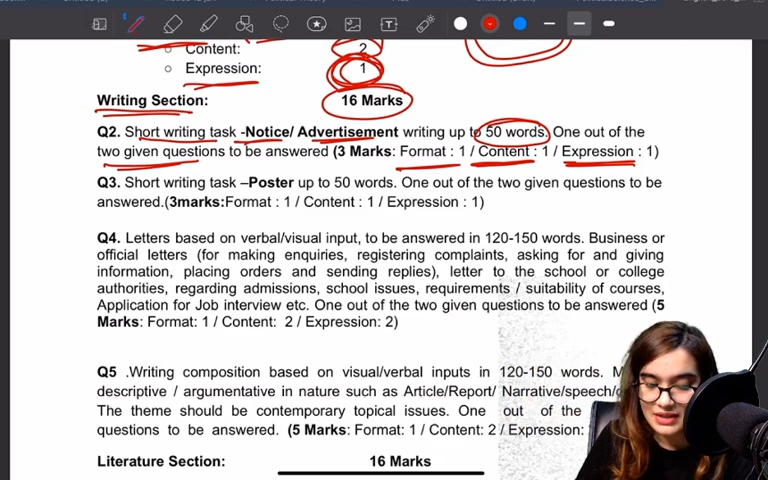 Content: 2
Expression: 1
Writing Section: 16 Marks
Q2. Short writing task -Notice/ Advertisement writing up to 50 words. One out of the
two given questions to be answered (3 Marks: Format : 1 / Content : 1 / Expression : 1)
Q3. Short writing task –Poster up to 50 words. One out of the two given questions to be
answered.(3marks:Format : 1 / Content : 1 / Expression : 1)
Q4. Letters based on verbal/visual input, to be answered in 120-150 words. Business or
official letters (for making enquiries, registering complaints, asking for and giving
information, placing orders and sending replies), letter to the school or college
authorities, regarding admissions, school issues, requirements / suitability of courses,
Application for Job interview etc. One out of the two given questions to be answered (5
Marks: Format: 1 / Content: 2 / Expression: 2)
Q5 .Writing composition based on visual/verbal inputs in 120-150 words.
descriptive / argumentative in nature such as Article/Report/ Narrative/speech/
The theme should be contemporary topical issues. One out of the
questions to be answered. (5 Marks: Format: 1 / Content: 2 / Expression:
Literature Section: 16 Marks